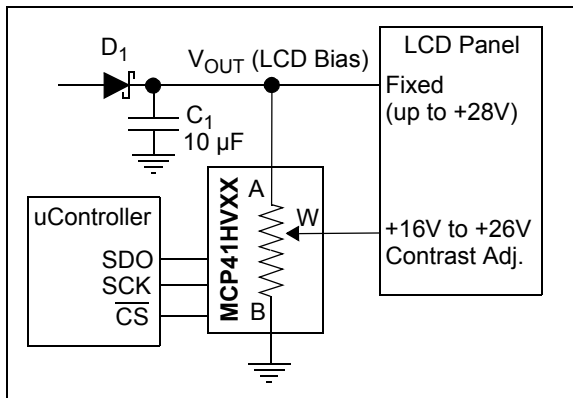 D1
VOUT (LCD Bias)
C1
10 µF
LCD Panel
Fixed
(up to +28V)
+16V to +26V
Contrast Adj.
MCP41HVXX
A
W
B
uController
SDO
SCK
CS